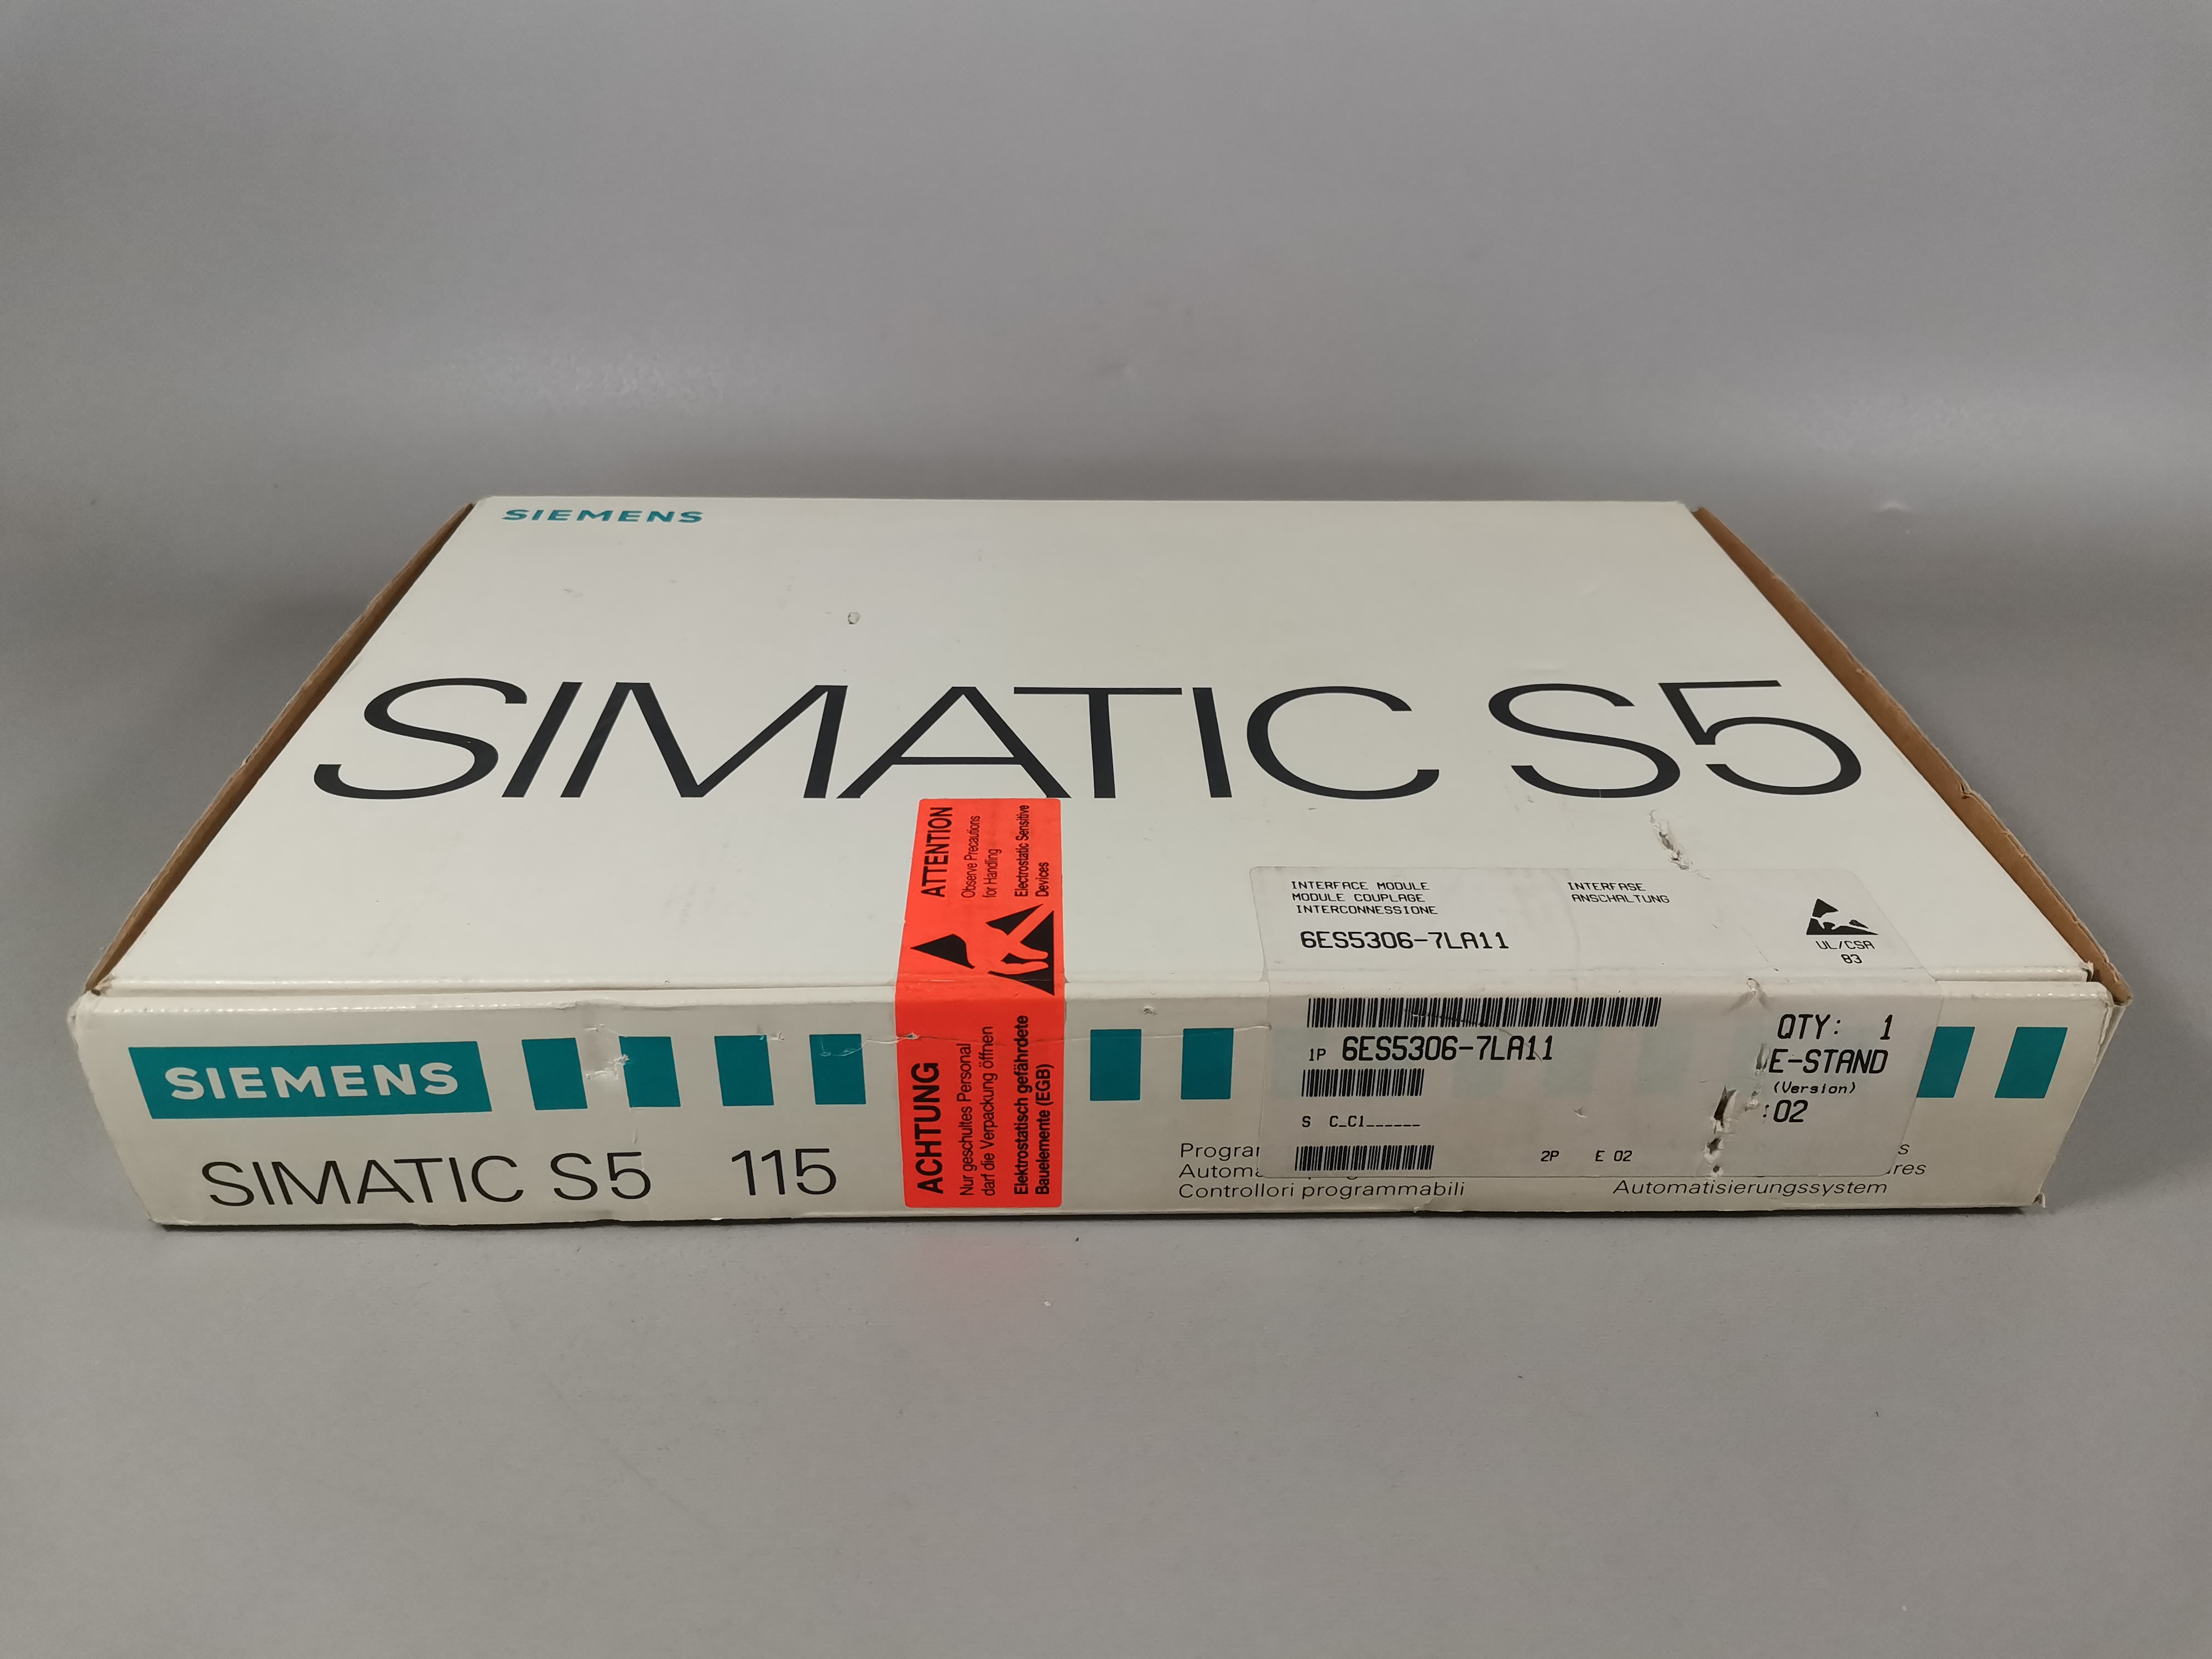 SIEMENS
SIMATIC S5
ATTENTION
Observe Precautions
for Handling
Electrostatic Sensitive
Devices
INTERFACE MODULE
MODULE COUPLAGE
INTERCONNESSIONE
INTERFASE
ANSCHALTUNG
6ES5306-7LA11
UL/CSA
83
SIEMENS
SIMATIC S5 115
ACHTUNG
Nur geschultes Personal
darf die Verpackung öffnen
Elektrostatisch gefährdete
Bauelemente (EGB)
1P 6ES5306-7LA11
S C_C1______
2P E 02
QTY: 1
E-STAND
(Version)
:02
Controllori programmabili
Automatisierungssystem